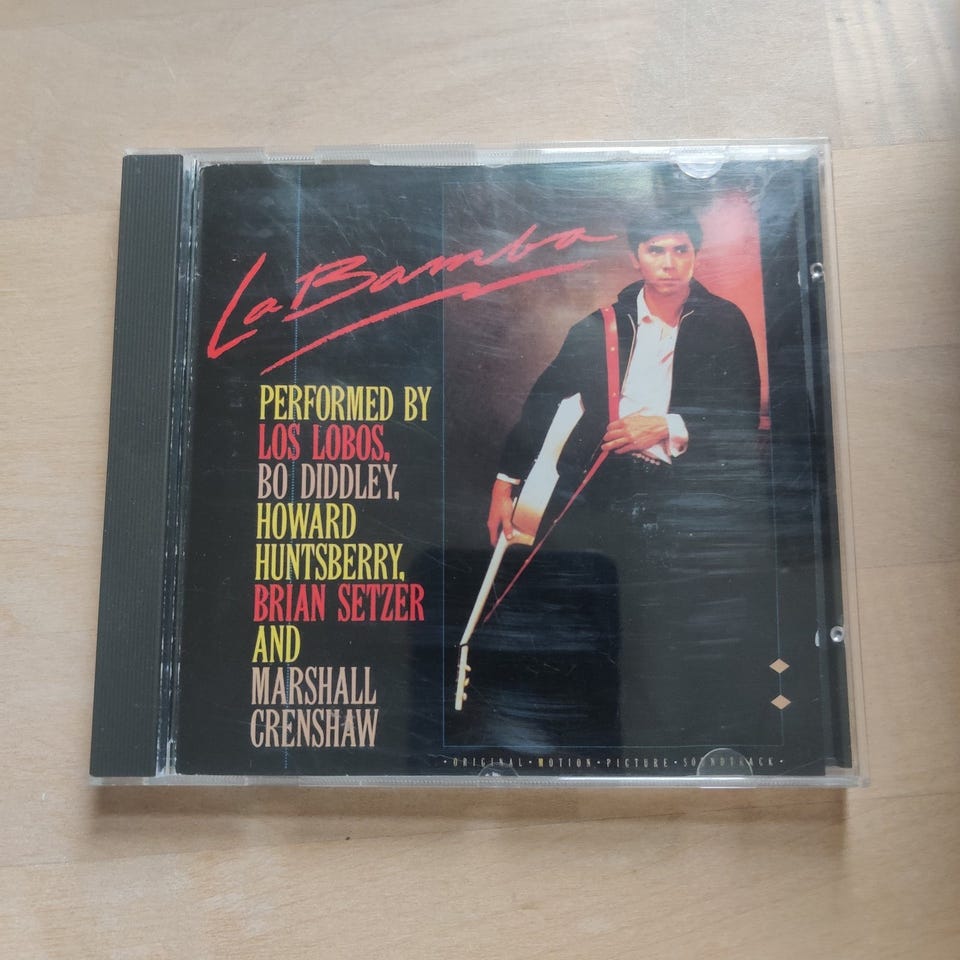 La Bamba
PERFORMED BY
LOS LOBOS,
BO DIDDLEY,
HOWARD
HUNTSBERRY,
BRIAN SETZER
AND
MARSHALL
CRENSHAW
· ORIGINAL · MOTION · PICTURE · SOUNDTRACK ·